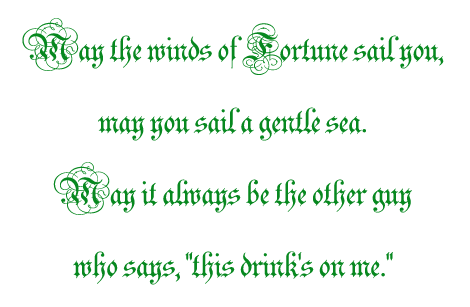 May the winds of Fortune sail you,
may you sail a gentle sea.
May it always be the other guy
who says, "this drink's on me."